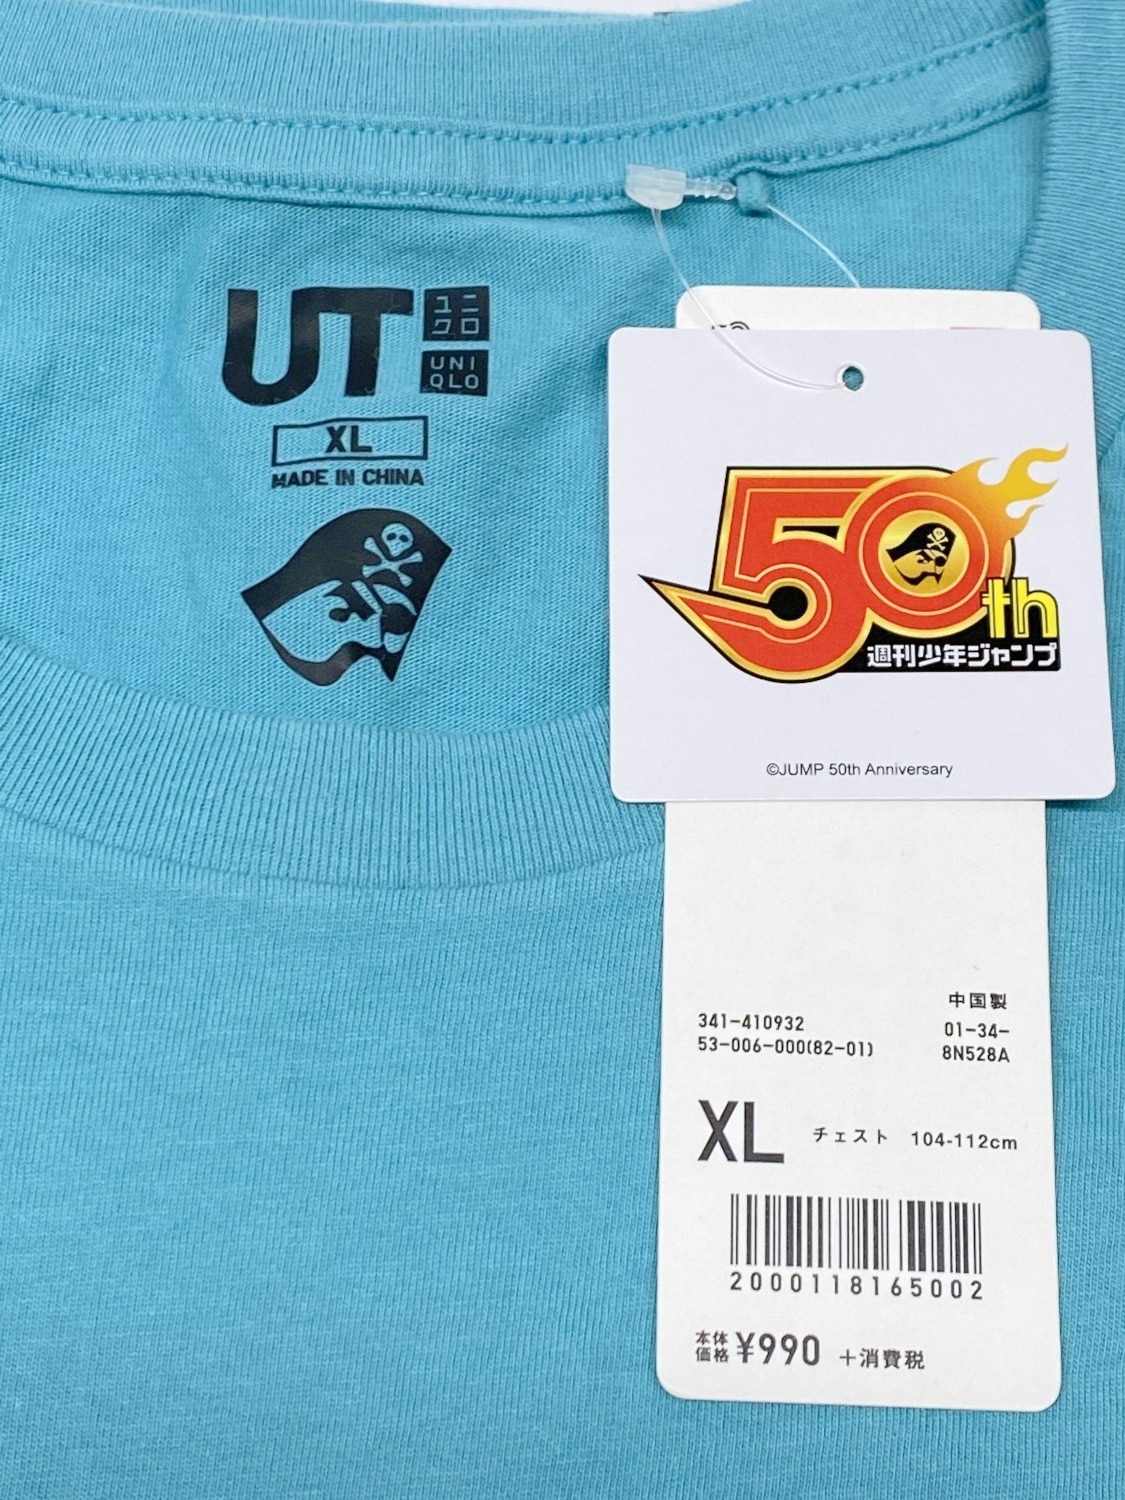 UT
ユニ
クロ
UNI
QLO
XL
MADE IN CHINA
50th
週刊少年ジャンプ
©JUMP 50th Anniversary
中国製
341-410932
01-34-
53-006-000(82-01)
8N528A
XL チェスト 104-112cm
2000118165002
本体
価格 ¥990 +消費税